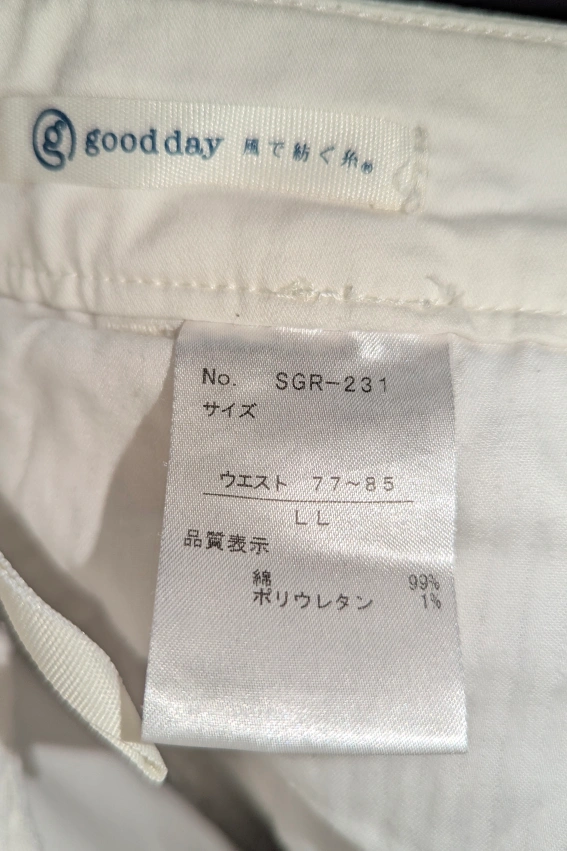 g good day 風で紡ぐ糸®
No. SGR-231
サイズ
ウエスト 77~85
LL
品質表示
綿 99%
ポリウレタン 1%